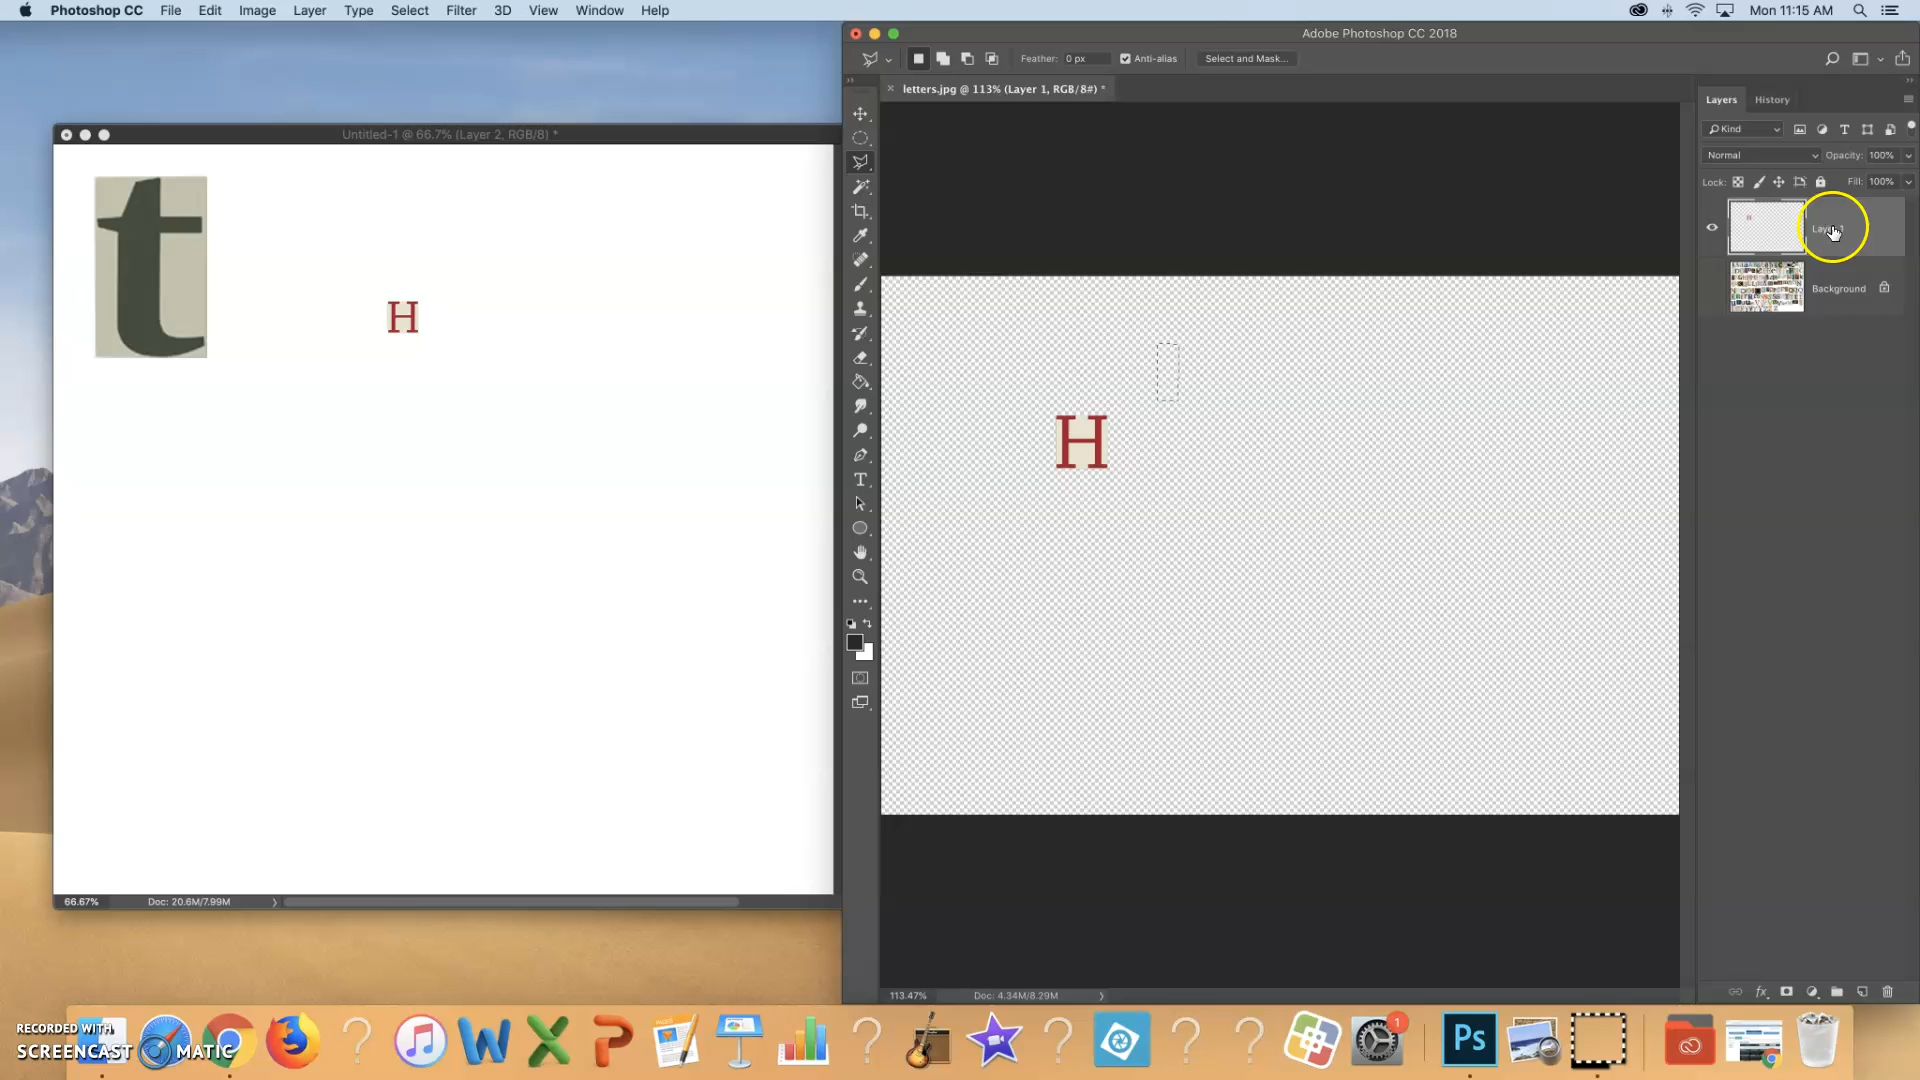 Photoshop CC File Edit Image Layer Type Select Filter 3D View Window Help Mon 11:15 AM
Adobe Photoshop CC 2018
Feather: 0 px Anti-alias Select and Mask...
letters.jpg @ 113% (Layer 1, RGB/8#) *
Layers History
Untitled-1 @ 66.7% (Layer 2, RGB/8) *
Kind
Normal Opacity: 100%
Lock: Fill: 100%
t
H
Background
H
66.67% Doc: 20.6M/7.99M
113.47% Doc: 4.34M/8.29M
RECORDED WITH
SCREENCAST MATIC
W X P
Ps
1